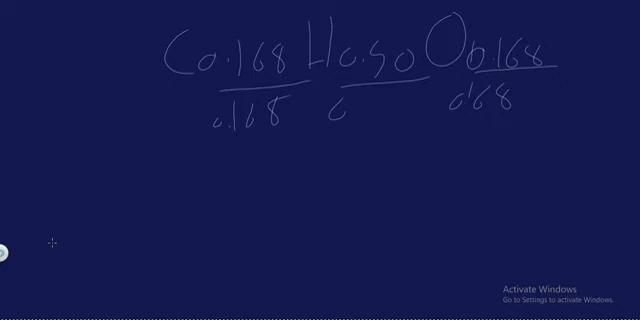 C0.168 H0.50 O0.168
0.168 0 0.168
Activate Windows
Go to Settings to activate Windows.